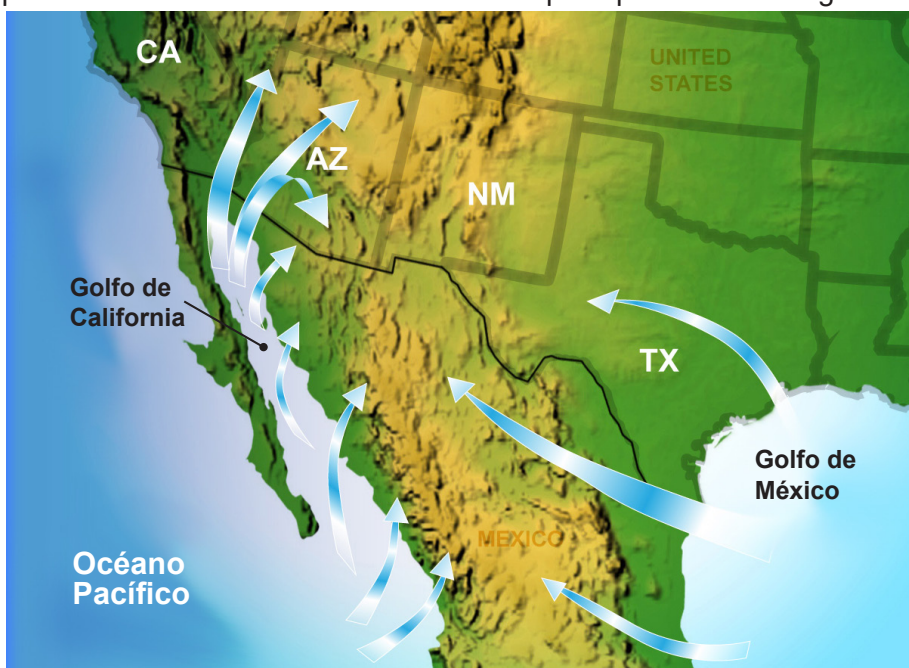 CA
UNITED
STATES
AZ
NM
Golfo de
California
TX
Golfo de
México
MEXICO
Océano
Pacífico